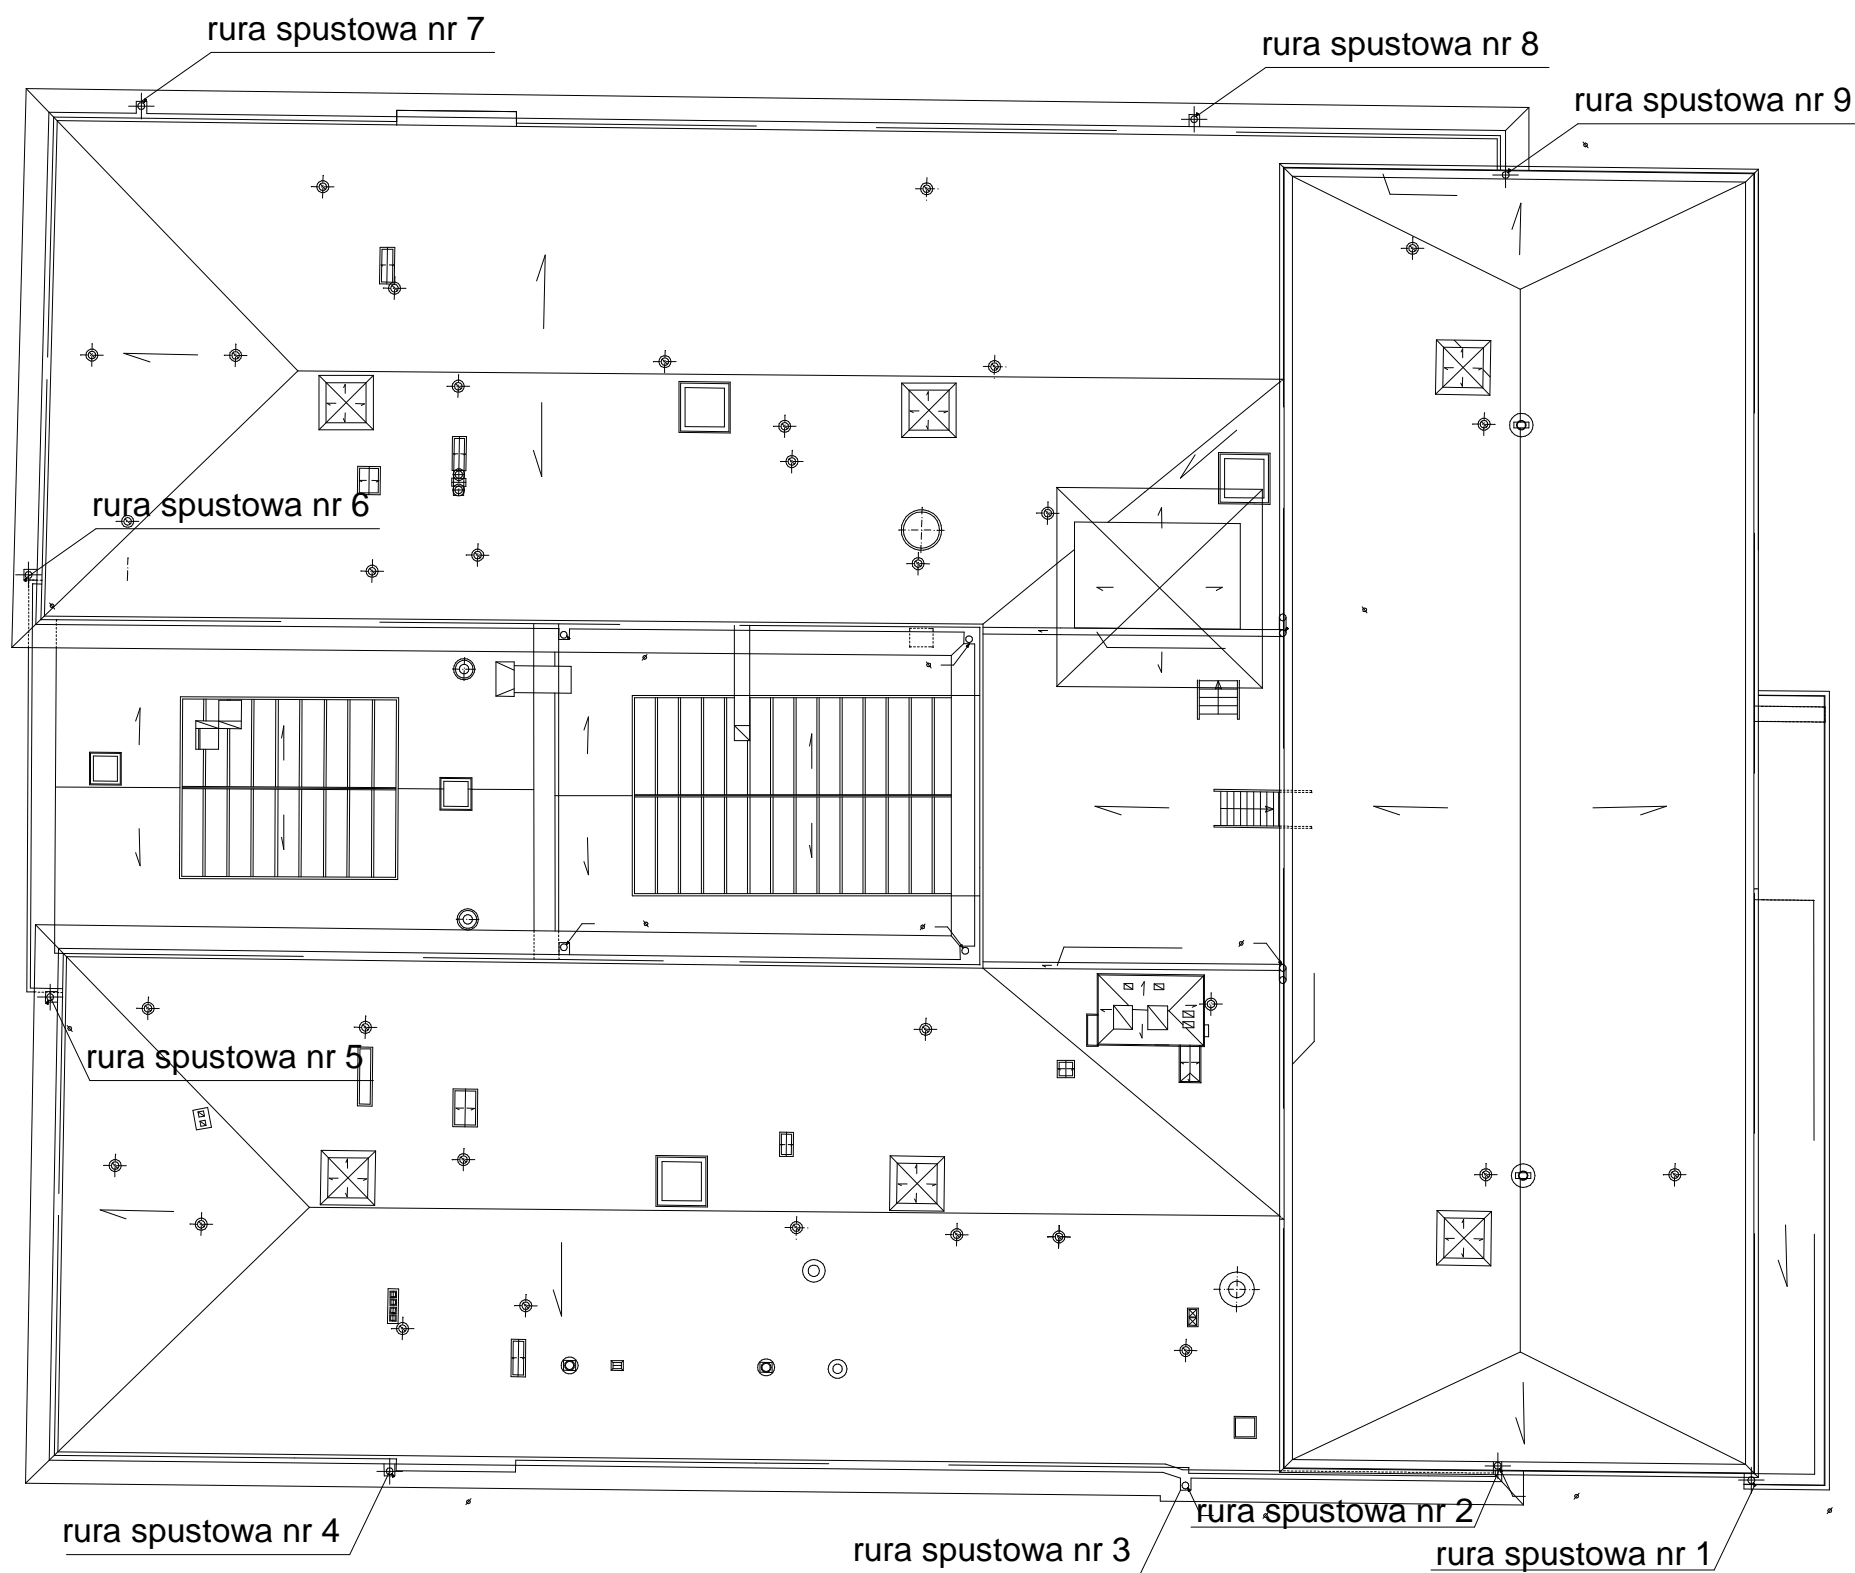 rura spustowa nr 7
rura spustowa nr 8
rura spustowa nr 9
rura spustowa nr 6
rura spustowa nr 5
rura spustowa nr 4
rura spustowa nr 3
rura spustowa nr 2
rura spustowa nr 1